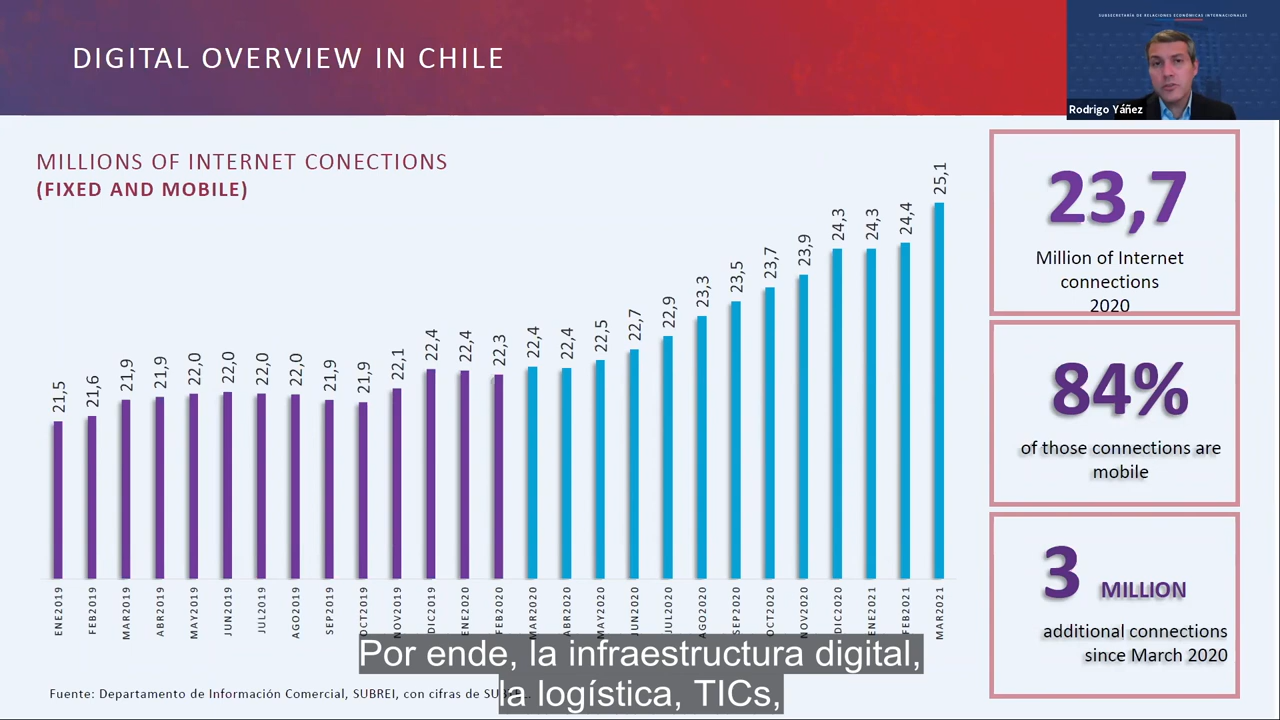 SUBSECRETARÍA DE RELACIONES ECONÓMICAS INTERNACIONALES
DIGITAL OVERVIEW IN CHILE
Rodrigo Yáñez
MILLIONS OF INTERNET CONECTIONS
(FIXED AND MOBILE)
21,5
21,6
21,9
21,9
22,0
22,0
22,0
22,0
21,9
21,9
22,1
22,4
22,4
22,3
22,4
22,4
22,5
22,7
22,9
23,3
23,5
23,7
23,9
24,3
24,3
24,4
25,1
ENE2019
FEB2019
MAR2019
ABR2019
MAY2019
JUN2019
JUL2019
AGO2019
SEP2019
OCT2019
NOV2019
DIC2019
ENE2020
FEB2020
MAR2020
ABR2020
MAY2020
JUN2020
JUL2020
AGO2020
SEP2020
OCT2020
NOV2020
DIC2020
ENE2021
FEB2021
MAR2021
23,7
Million of Internet
connections
2020
84%
of those connections are
mobile
3 MILLION
additional connections
since March 2020
Fuente: Departamento de Información Comercial, SUBREI, con cifras de
Por ende, la infraestructura digital,
la logística, TICs,